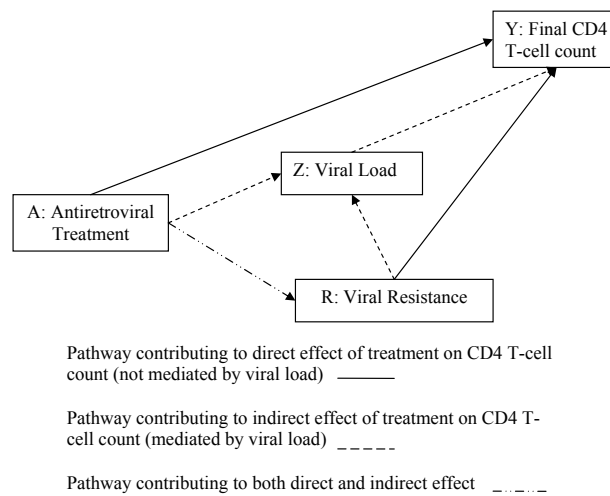 Y: Final CD4
T-cell count
Z: Viral Load
A: Antiretroviral
Treatment
R: Viral Resistance
Pathway contributing to direct effect of treatment on CD4 T-cell
count (not mediated by viral load)
Pathway contributing to indirect effect of treatment on CD4 T-
cell count (mediated by viral load)
Pathway contributing to both direct and indirect effect